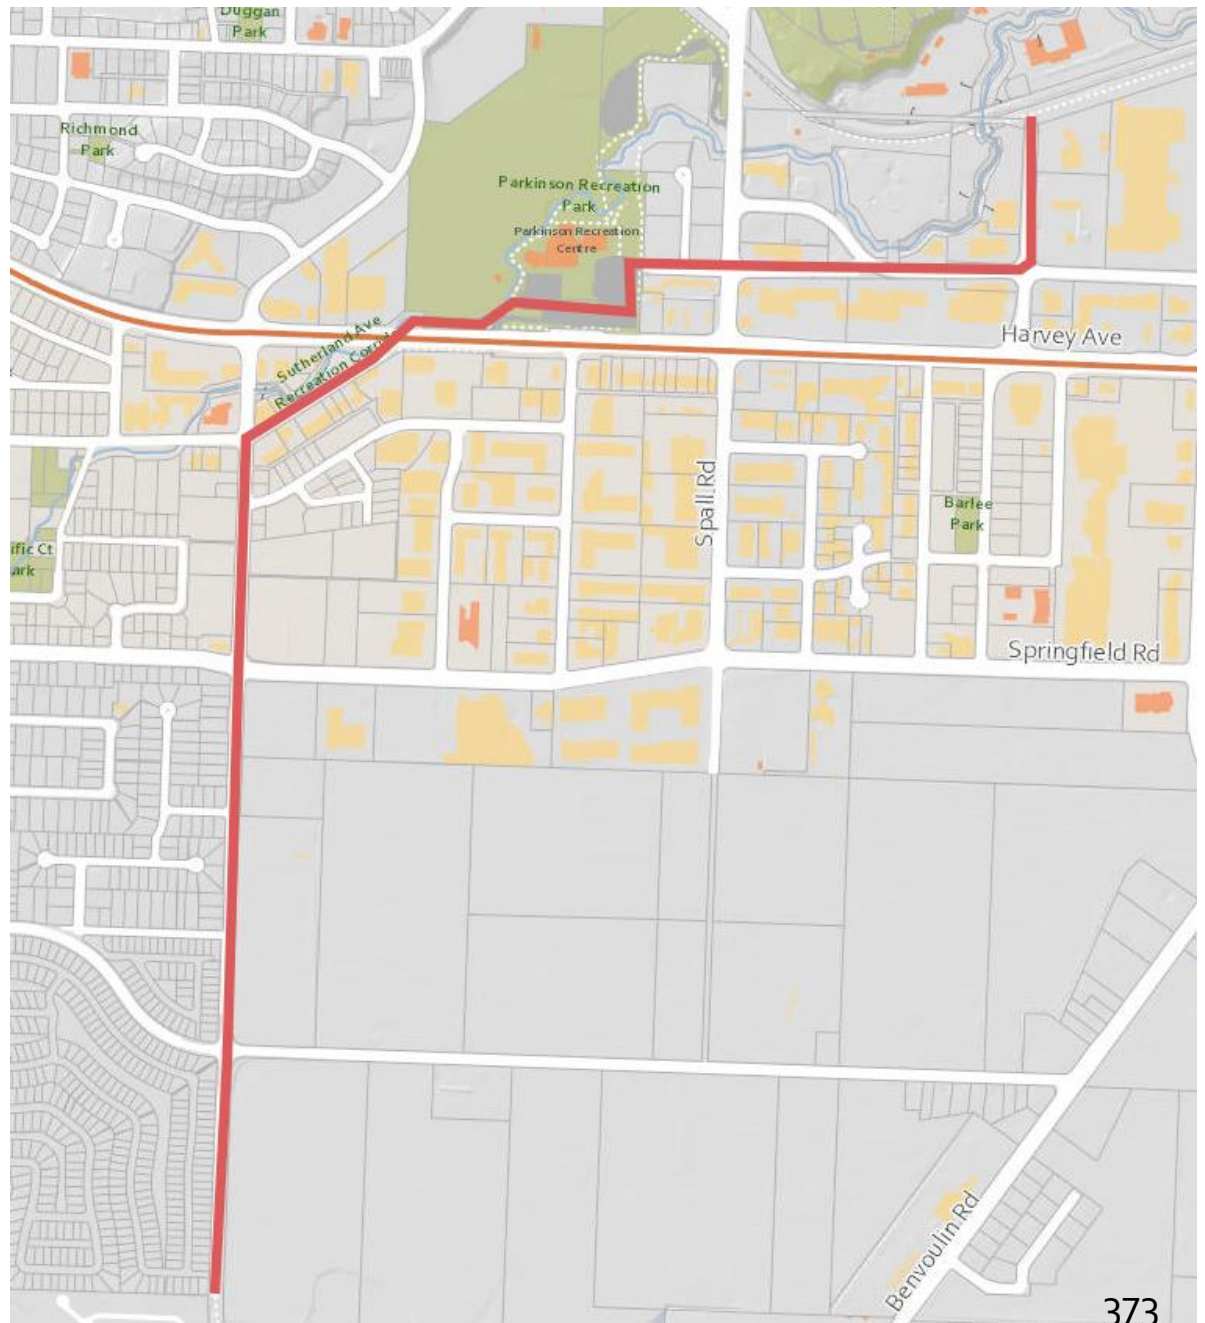 Duggan
Park
Richmond
Park
Parkinson Recreation
Park
Parkinson Recreation
Centre
Sutherland Ave
Recreation Corridor
Harvey Ave
Spall Rd
Barlee
Park
ific Ct
ark
Springfield Rd
Benvoulin Rd
373